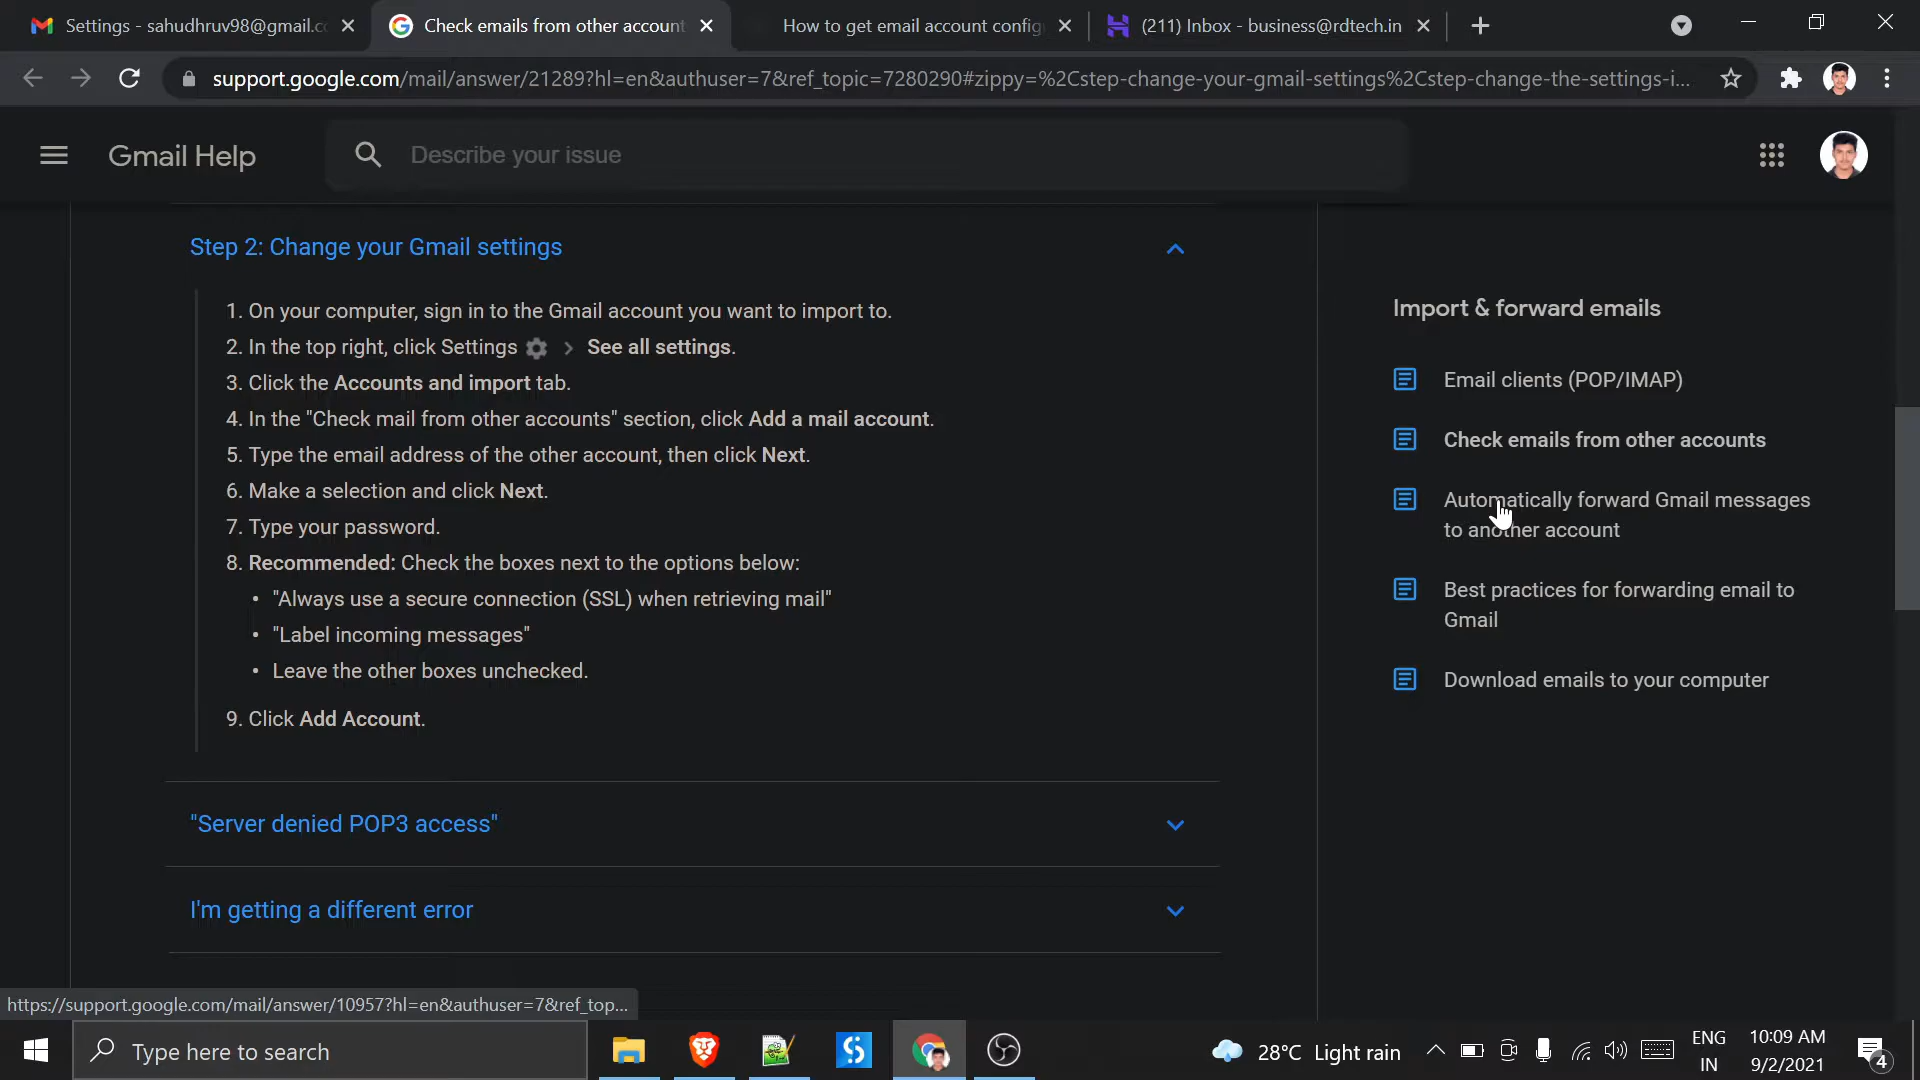 Settings - sahudhruv98@gmail.c
Check emails from other account
How to get email account config
(211) Inbox - business@rdtech.in
support.google.com/mail/answer/21289?hl=en&authuser=7&ref_topic=7280290#zippy=%2Cstep-change-your-gmail-settings%2Cstep-change-the-settings-i...
Gmail Help
Describe your issue
Step 2: Change your Gmail settings
1. On your computer, sign in to the Gmail account you want to import to.
2. In the top right, click Settings > See all settings.
3. Click the Accounts and import tab.
4. In the "Check mail from other accounts" section, click Add a mail account.
5. Type the email address of the other account, then click Next.
6. Make a selection and click Next.
7. Type your password.
8. Recommended: Check the boxes next to the options below:
• "Always use a secure connection (SSL) when retrieving mail"
• "Label incoming messages"
• Leave the other boxes unchecked.
9. Click Add Account.
"Server denied POP3 access"
I'm getting a different error
Import & forward emails
Email clients (POP/IMAP)
Check emails from other accounts
Automatically forward Gmail messages
to another account
Best practices for forwarding email to
Gmail
Download emails to your computer
https://support.google.com/mail/answer/10957?hl=en&authuser=7&ref_top...
Type here to search
28°C Light rain
ENG
IN
10:09 AM
9/2/2021
4